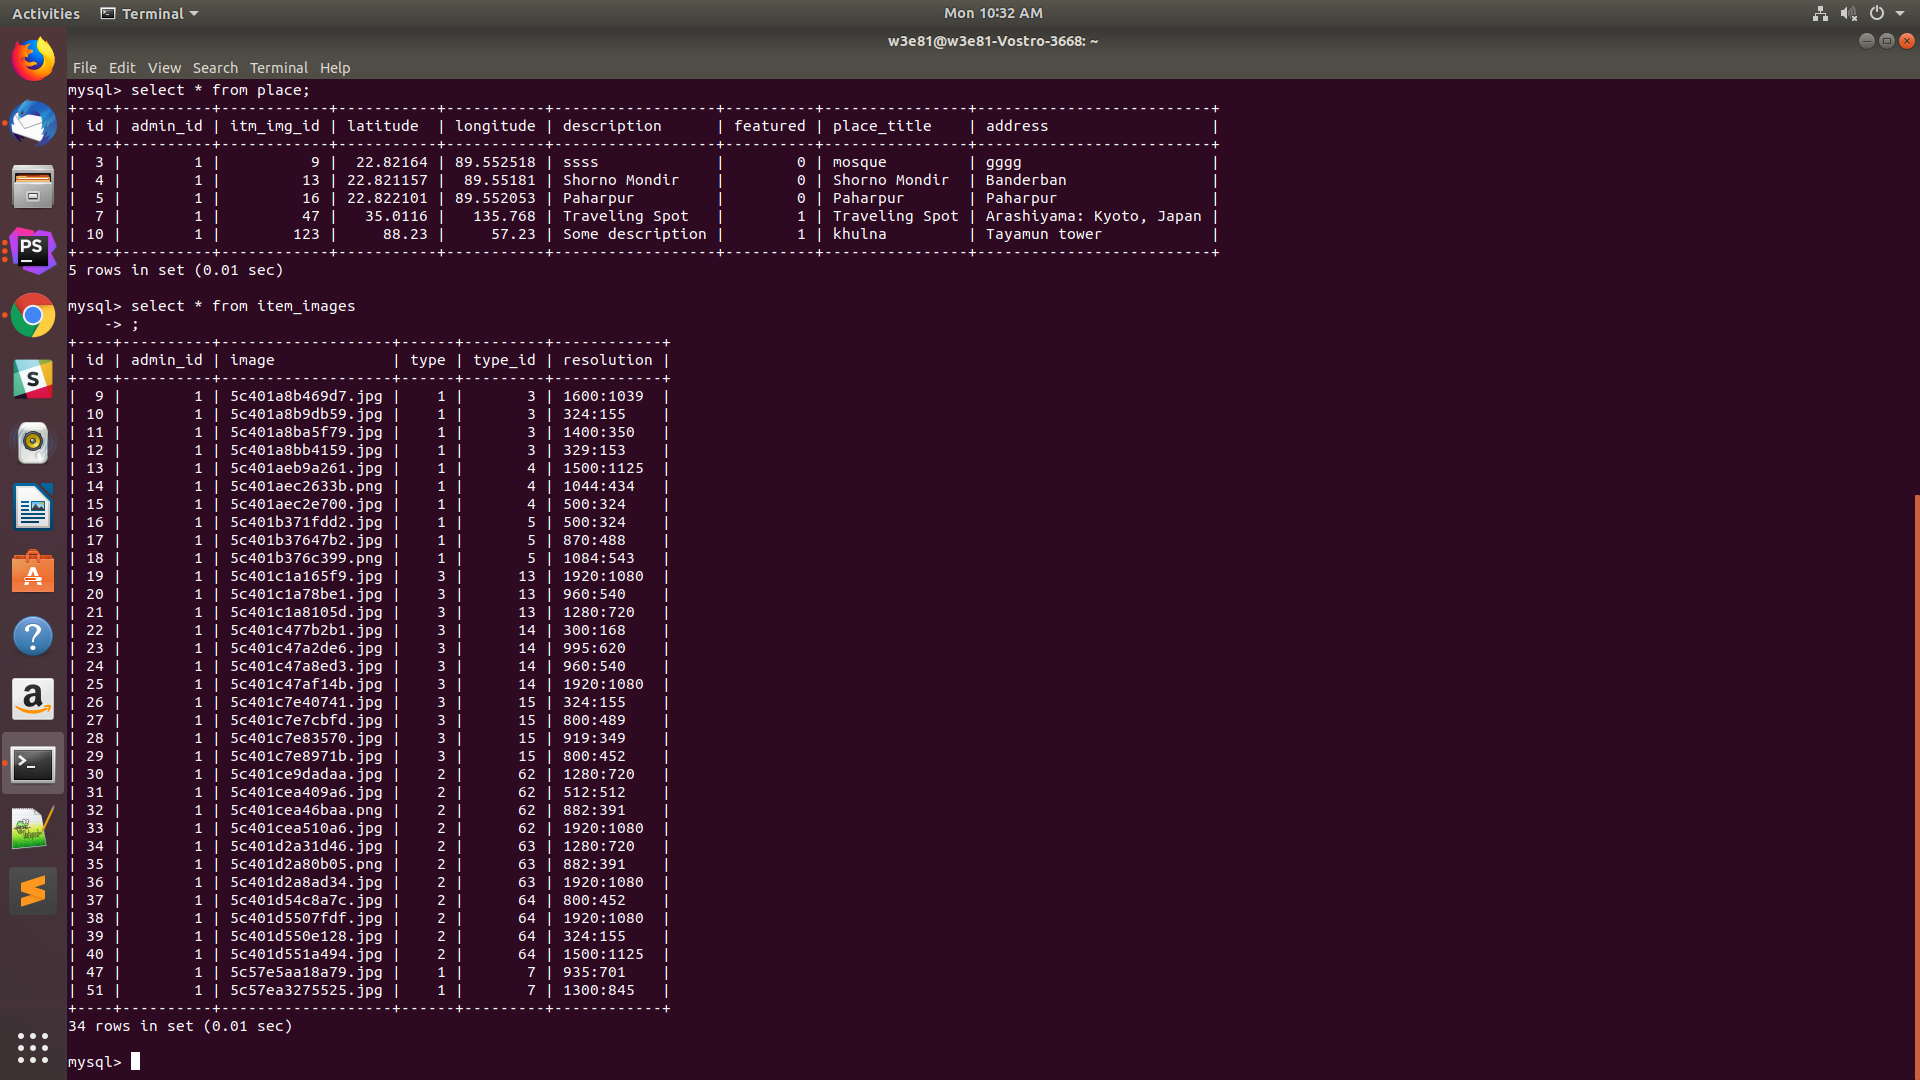 Activities Terminal Mon 10:32 AM
w3e81@w3e81-Vostro-3668: ~
File Edit View Search Terminal Help
mysql> select * from place;
+----+----------+------------+-----------+-----------+------------------+----------+----------------+--------------------------+
| id | admin_id | itm_img_id | latitude  | longitude | description      | featured | place_title    | address                  |
+----+----------+------------+-----------+-----------+------------------+----------+----------------+--------------------------+
|  3 |        1 |          9 |  22.82164 | 89.552518 | ssss             |        0 | mosque         | gggg                     |
|  4 |        1 |         13 | 22.821157 |  89.55181 | Shorno Mondir    |        0 | Shorno Mondir  | Banderban                |
|  5 |        1 |         16 | 22.822101 | 89.552053 | Paharpur         |        0 | Paharpur       | Paharpur                 |
|  7 |        1 |         47 |   35.0116 |   135.768 | Traveling Spot   |        1 | Traveling Spot | Arashiyama: Kyoto, Japan |
| 10 |        1 |        123 |     88.23 |     57.23 | Some description |        1 | khulna         | Tayamun tower            |
+----+----------+------------+-----------+-----------+------------------+----------+----------------+--------------------------+
5 rows in set (0.01 sec)
mysql> select * from item_images
    -> ;
+----+----------+-------------------+------+---------+------------+
| id | admin_id | image             | type | type_id | resolution |
+----+----------+-------------------+------+---------+------------+
|  9 |        1 | 5c401a8b469d7.jpg |    1 |       3 | 1600:1039  |
| 10 |        1 | 5c401a8b9db59.jpg |    1 |       3 | 324:155    |
| 11 |        1 | 5c401a8ba5f79.jpg |    1 |       3 | 1400:350   |
| 12 |        1 | 5c401a8bb4159.jpg |    1 |       3 | 329:153    |
| 13 |        1 | 5c401aeb9a261.jpg |    1 |       4 | 1500:1125  |
| 14 |        1 | 5c401aec2633b.png |    1 |       4 | 1044:434   |
| 15 |        1 | 5c401aec2e700.jpg |    1 |       4 | 500:324    |
| 16 |        1 | 5c401b371fdd2.jpg |    1 |       5 | 500:324    |
| 17 |        1 | 5c401b37647b2.jpg |    1 |       5 | 870:488    |
| 18 |        1 | 5c401b376c399.png |    1 |       5 | 1084:543   |
| 19 |        1 | 5c401c1a165f9.jpg |    3 |      13 | 1920:1080  |
| 20 |        1 | 5c401c1a78be1.jpg |    3 |      13 | 960:540    |
| 21 |        1 | 5c401c1a8105d.jpg |    3 |      13 | 1280:720   |
| 22 |        1 | 5c401c477b2b1.jpg |    3 |      14 | 300:168    |
| 23 |        1 | 5c401c47a2de6.jpg |    3 |      14 | 995:620    |
| 24 |        1 | 5c401c47a8ed3.jpg |    3 |      14 | 960:540    |
| 25 |        1 | 5c401c47af14b.jpg |    3 |      14 | 1920:1080  |
| 26 |        1 | 5c401c7e40741.jpg |    3 |      15 | 324:155    |
| 27 |        1 | 5c401c7e7cbfd.jpg |    3 |      15 | 800:489    |
| 28 |        1 | 5c401c7e83570.jpg |    3 |      15 | 919:349    |
| 29 |        1 | 5c401c7e8971b.jpg |    3 |      15 | 800:452    |
| 30 |        1 | 5c401ce9dadaa.jpg |    2 |      62 | 1280:720   |
| 31 |        1 | 5c401cea409a6.jpg |    2 |      62 | 512:512    |
| 32 |        1 | 5c401cea46baa.png |    2 |      62 | 882:391    |
| 33 |        1 | 5c401cea510a6.jpg |    2 |      62 | 1920:1080  |
| 34 |        1 | 5c401d2a31d46.jpg |    2 |      63 | 1280:720   |
| 35 |        1 | 5c401d2a80b05.png |    2 |      63 | 882:391    |
| 36 |        1 | 5c401d2a8ad34.jpg |    2 |      63 | 1920:1080  |
| 37 |        1 | 5c401d54c8a7c.jpg |    2 |      64 | 800:452    |
| 38 |        1 | 5c401d5507fdf.jpg |    2 |      64 | 1920:1080  |
| 39 |        1 | 5c401d550e128.jpg |    2 |      64 | 324:155    |
| 40 |        1 | 5c401d551a494.jpg |    2 |      64 | 1500:1125  |
| 47 |        1 | 5c57e5aa18a79.jpg |    1 |       7 | 935:701    |
| 51 |        1 | 5c57ea3275525.jpg |    1 |       7 | 1300:845   |
+----+----------+-------------------+------+---------+------------+
34 rows in set (0.01 sec)
mysql>
PS
S
A
?
a
>_